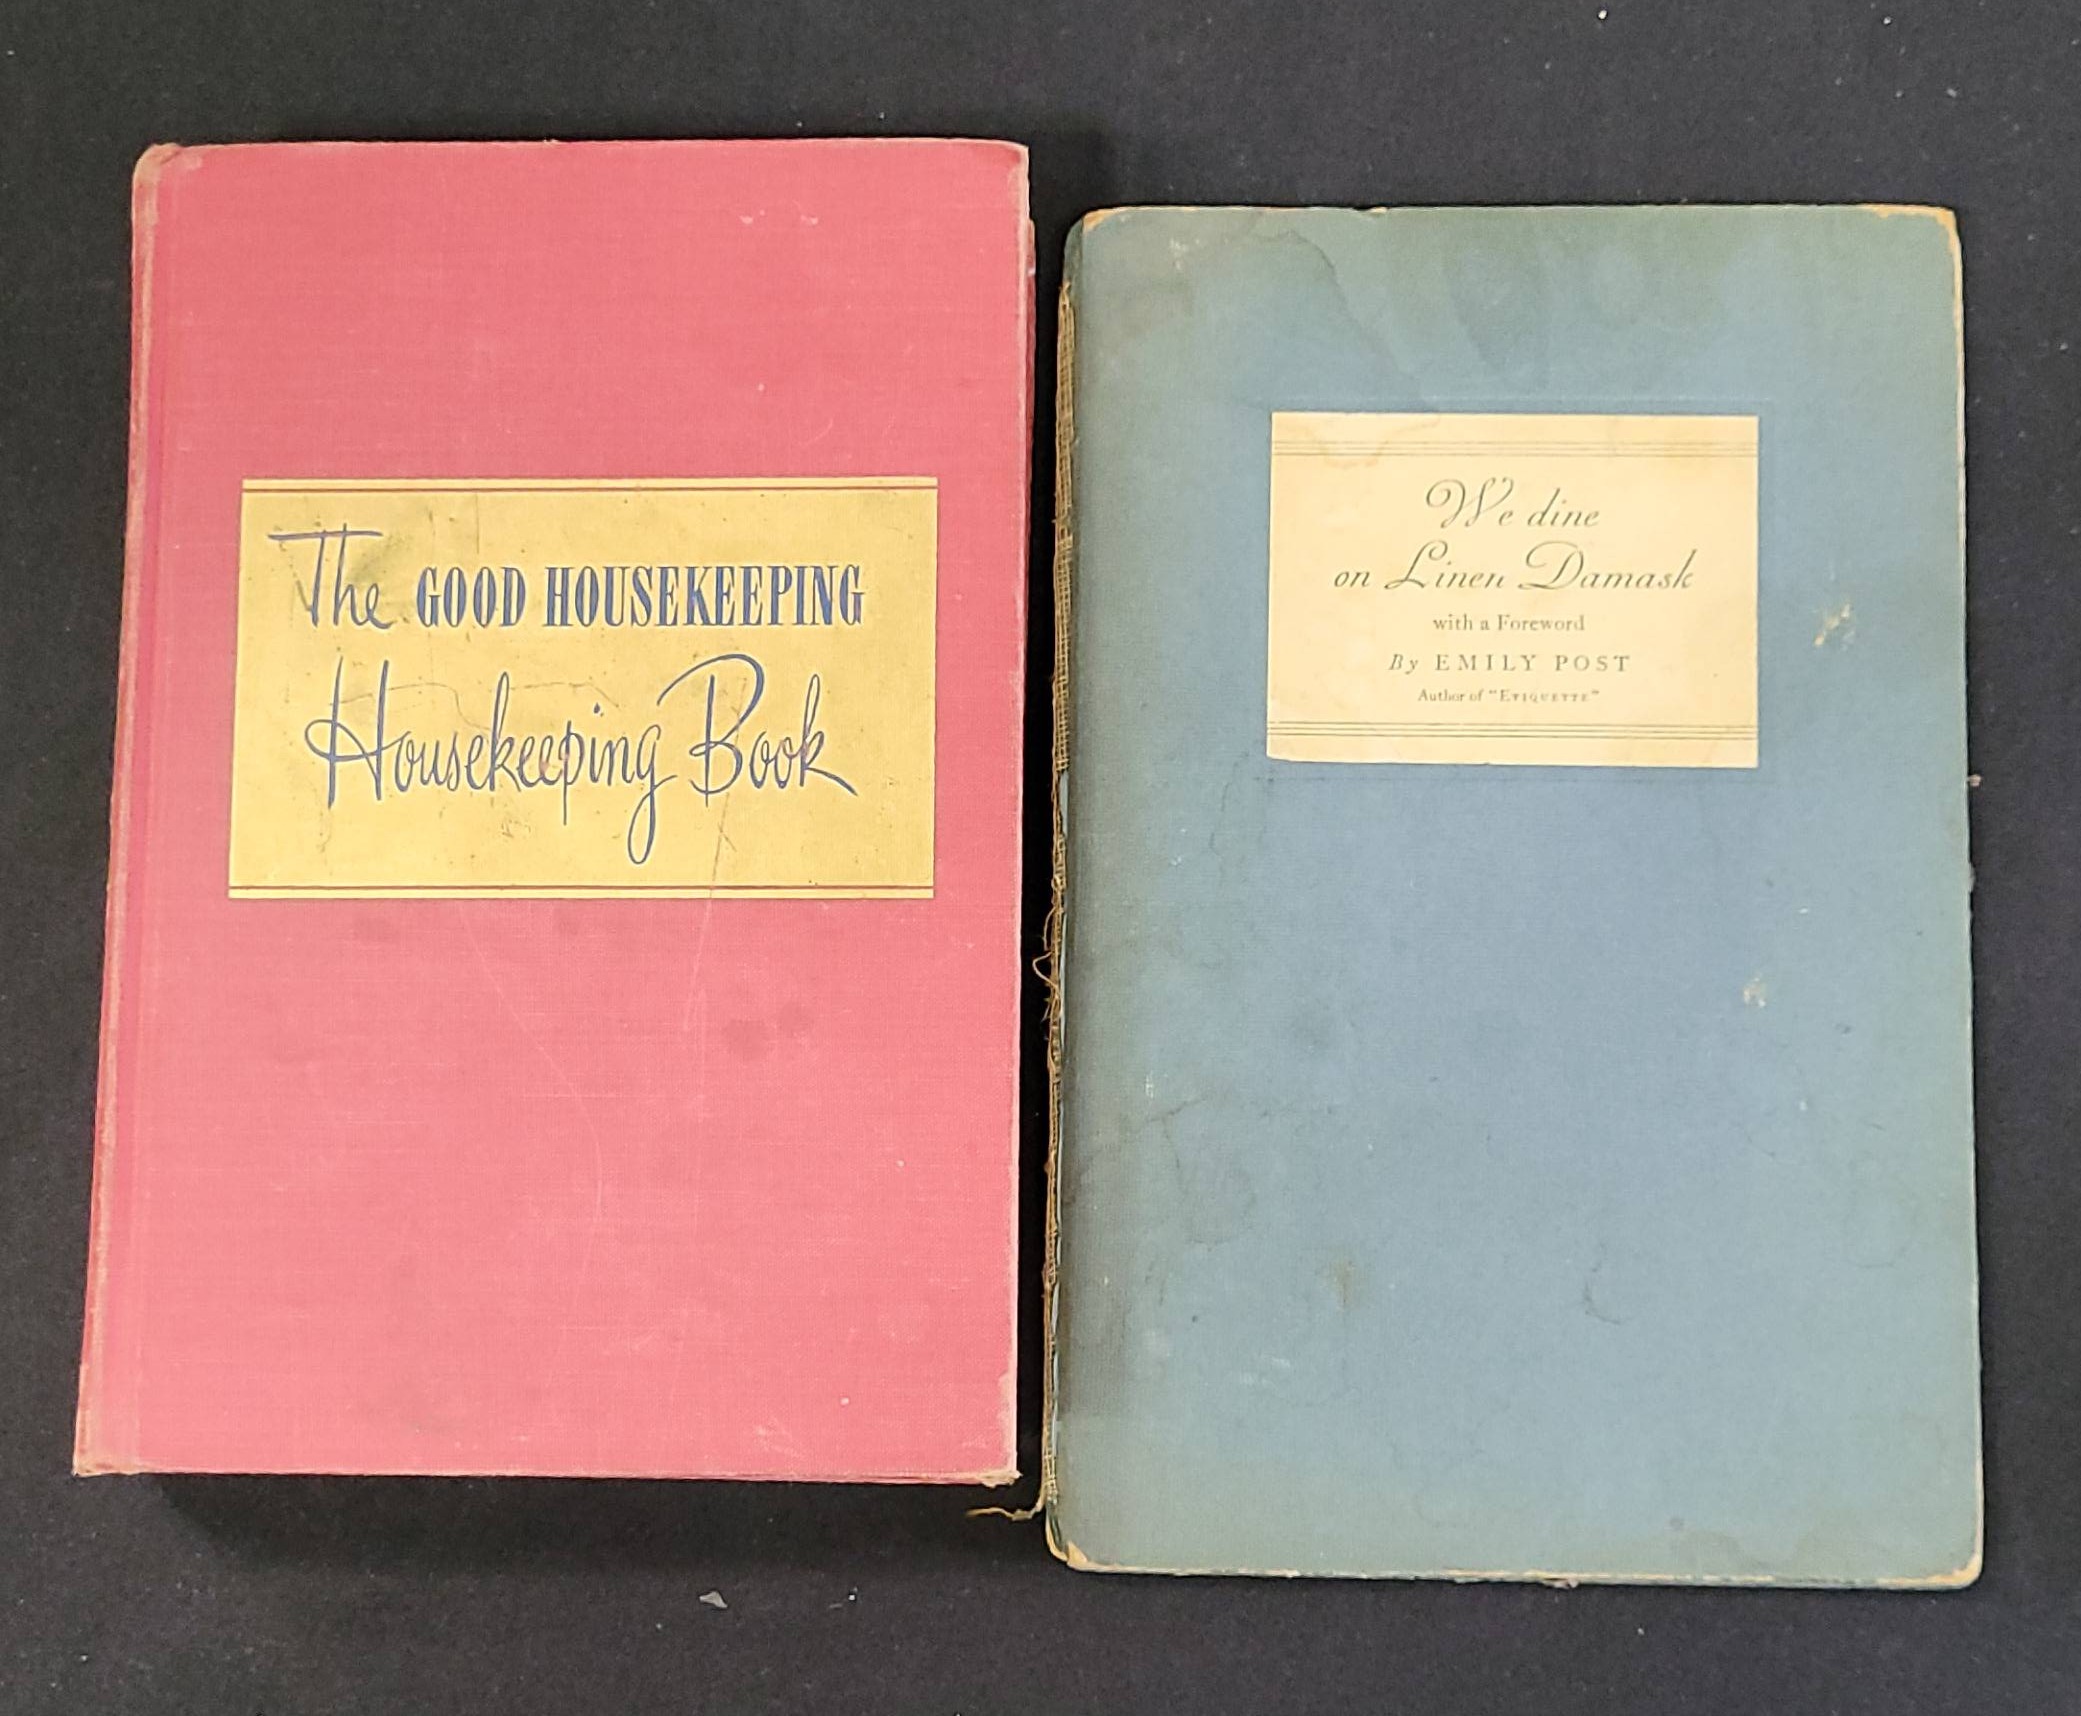 The GOOD HOUSEKEEPING
Housekeeping Book
We dine
on Linen Damask
with a Foreword
By EMILY POST
Author of "ETIQUETTE"